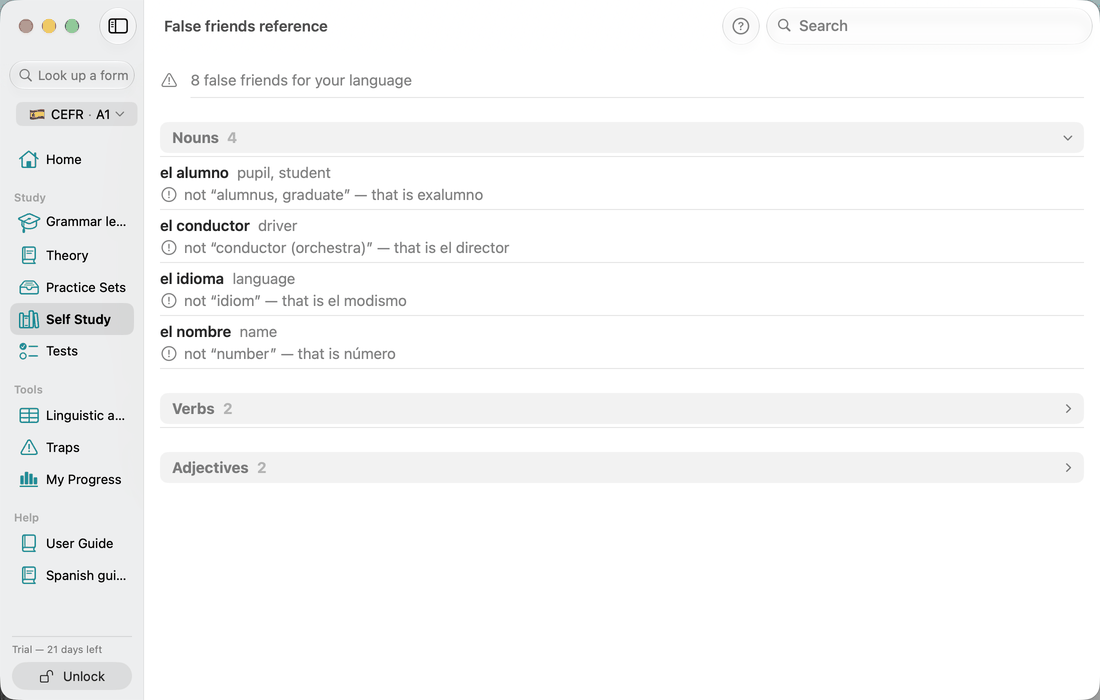 False friends reference
Search
Look up a form
CEFR · A1
Home
Study
Grammar le...
Theory
Practice Sets
Self Study
Tests
Tools
Linguistic a...
Traps
My Progress
Help
User Guide
Spanish gui...
Trial — 21 days left
Unlock
8 false friends for your language
Nouns 4
el alumno pupil, student
not “alumnus, graduate” — that is exalumno
el conductor driver
not “conductor (orchestra)” — that is el director
el idioma language
not “idiom” — that is el modismo
el nombre name
not “number” — that is número
Verbs 2
Adjectives 2